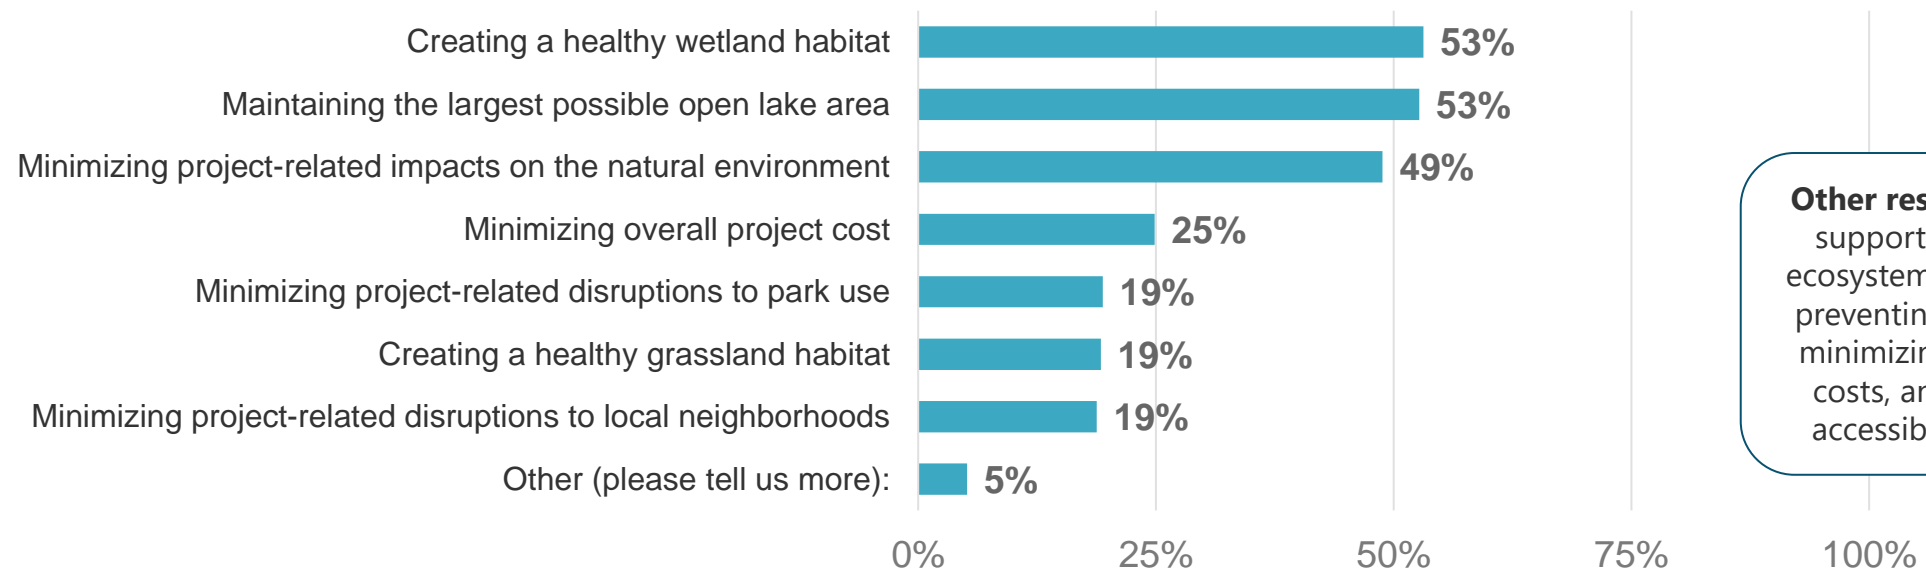 Creating a healthy wetland habitat 53%
Maintaining the largest possible open lake area 53%
Minimizing project-related impacts on the natural environment 49%
Minimizing overall project cost 25%
Minimizing project-related disruptions to park use 19%
Creating a healthy grassland habitat 19%
Minimizing project-related disruptions to local neighborhoods 19%
Other (please tell us more): 5%
0% 25% 50% 75% 100%
Other
support
costs,